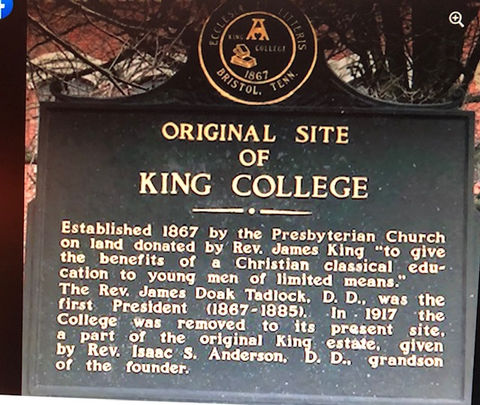 ECCLESIAE ET LITTERIS
KING COLLEGE
1867
BRISTOL, TENN.
ORIGINAL SITE
OF
KING COLLEGE
Established 1867 by the Presbyterian Church
on land donated by Rev. James King "to give
the benefits of a Christian classical edu-
cation to young men of limited means."
The Rev. James Doak Tadlock, D. D., was the
first President (1867-1885). In 1917 the
College was removed to its present site,
a part of the original King estate, given
by Rev. Isaac S. Anderson, D. D., grandson
of the founder.